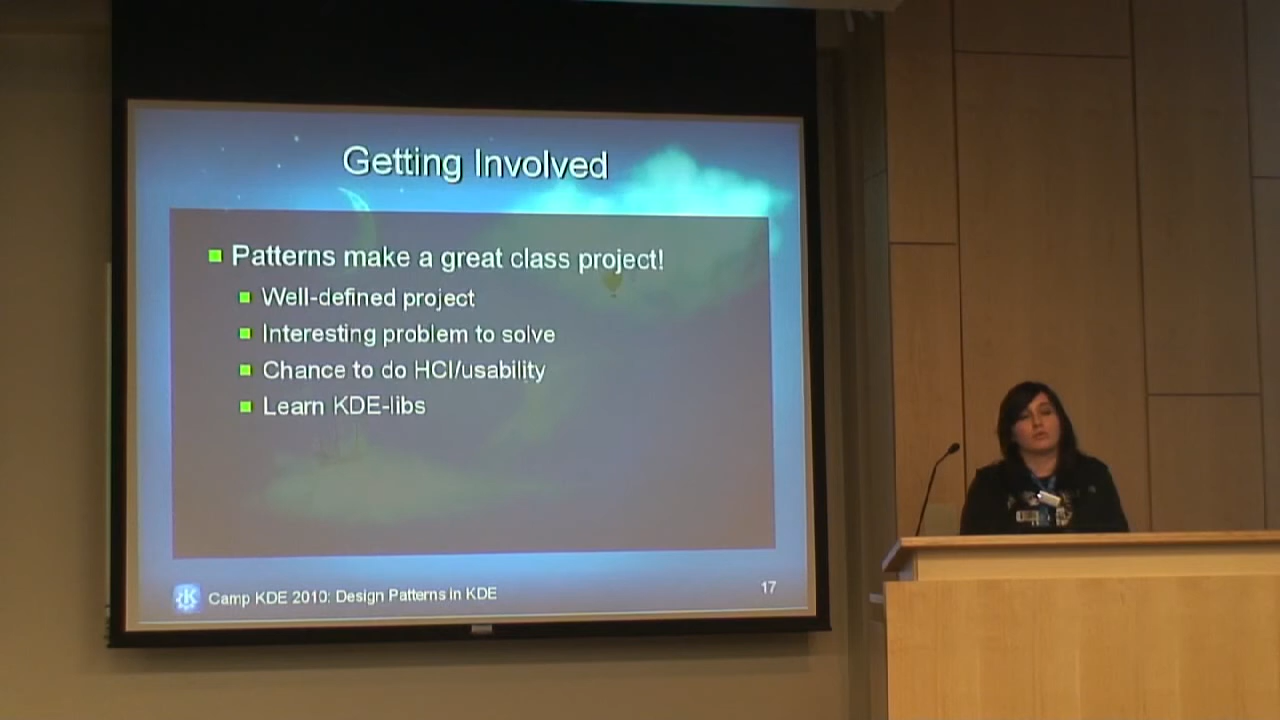 Getting Involved
Patterns make a great class project!
Well-defined project
Interesting problem to solve
Chance to do HCI/usability
Learn KDE-libs
Camp KDE 2010: Design Patterns in KDE
17